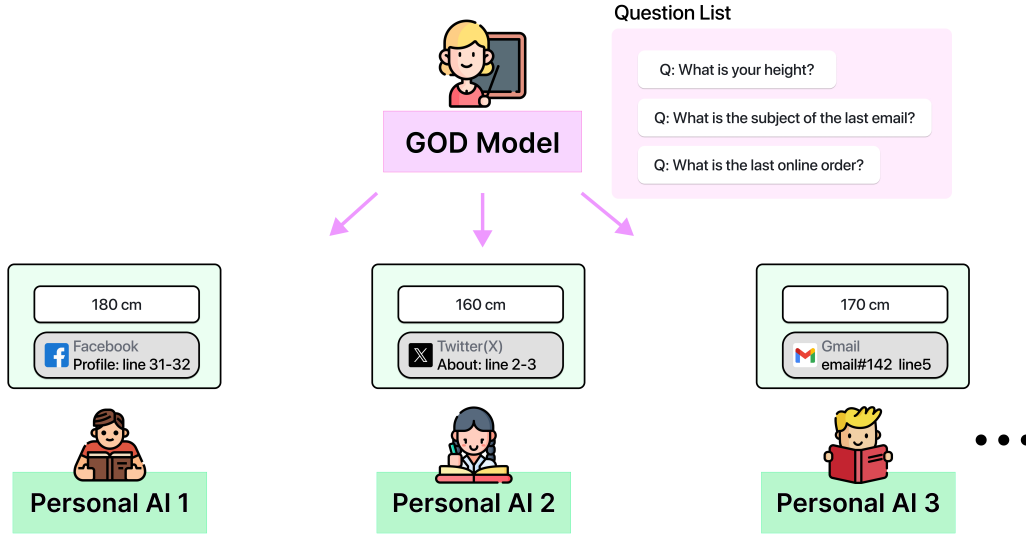 Question List
Q: What is your height?
Q: What is the subject of the last email?
Q: What is the last online order?
GOD Model
180 cm
Facebook
Profile: line 31-32
160 cm
Twitter(X)
About: line 2-3
170 cm
Gmail
email#142 line5
Personal AI 1
Personal AI 2
Personal AI 3